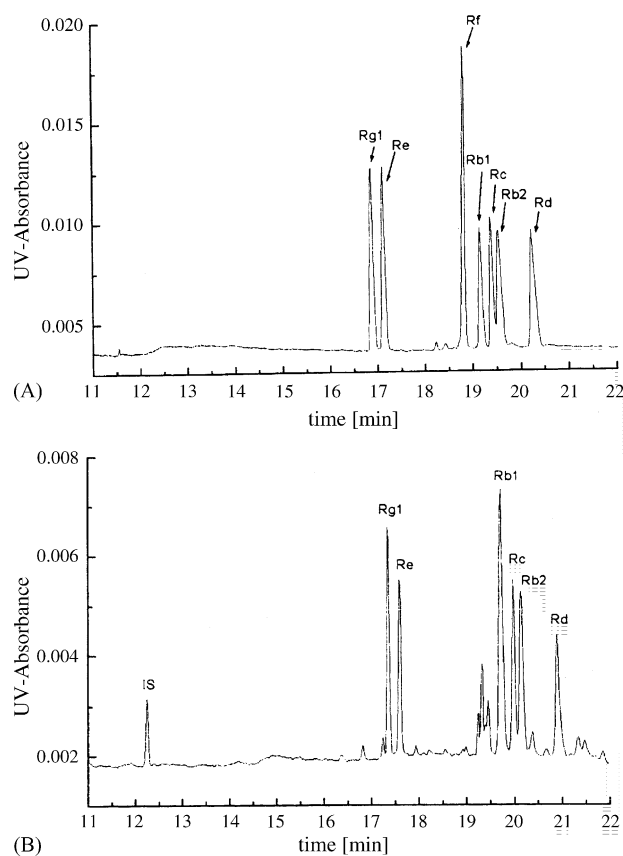 0.020
0.015
0.010
0.005
UV-Absorbance
Rf
Rg1
Re
Rb1
Rc
Rb2
Rd
11 12 13 14 15 16 17 18 19 20 21 22
(A)
time [min]
0.008
0.006
0.004
0.002
UV-Absorbance
IS
Rg1
Re
Rb1
Rc
Rb2
Rd
11 12 13 14 15 16 17 18 19 20 21 22
(B)
time [min]